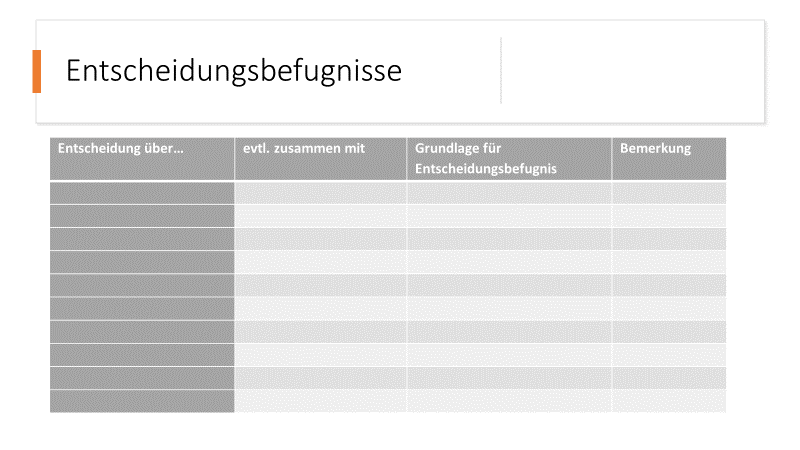 Entscheidungsbefugnisse
Entscheidung über…
evtl. zusammen mit
Grundlage für
Entscheidungsbefugnis
Bemerkung